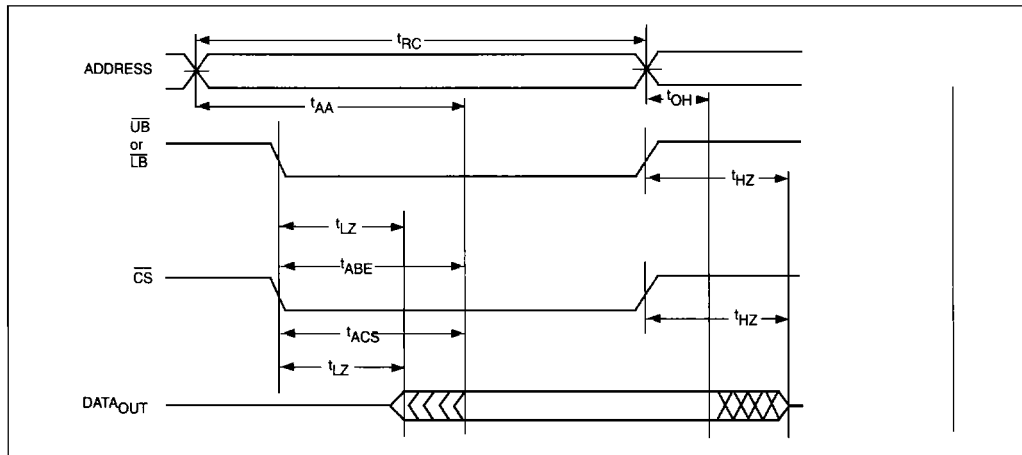 tRC
ADDRESS
tAA
tOH
UB
or
LB
tHZ
tLZ
tABE
CS
tACS
tHZ
tLZ
DATAOUT